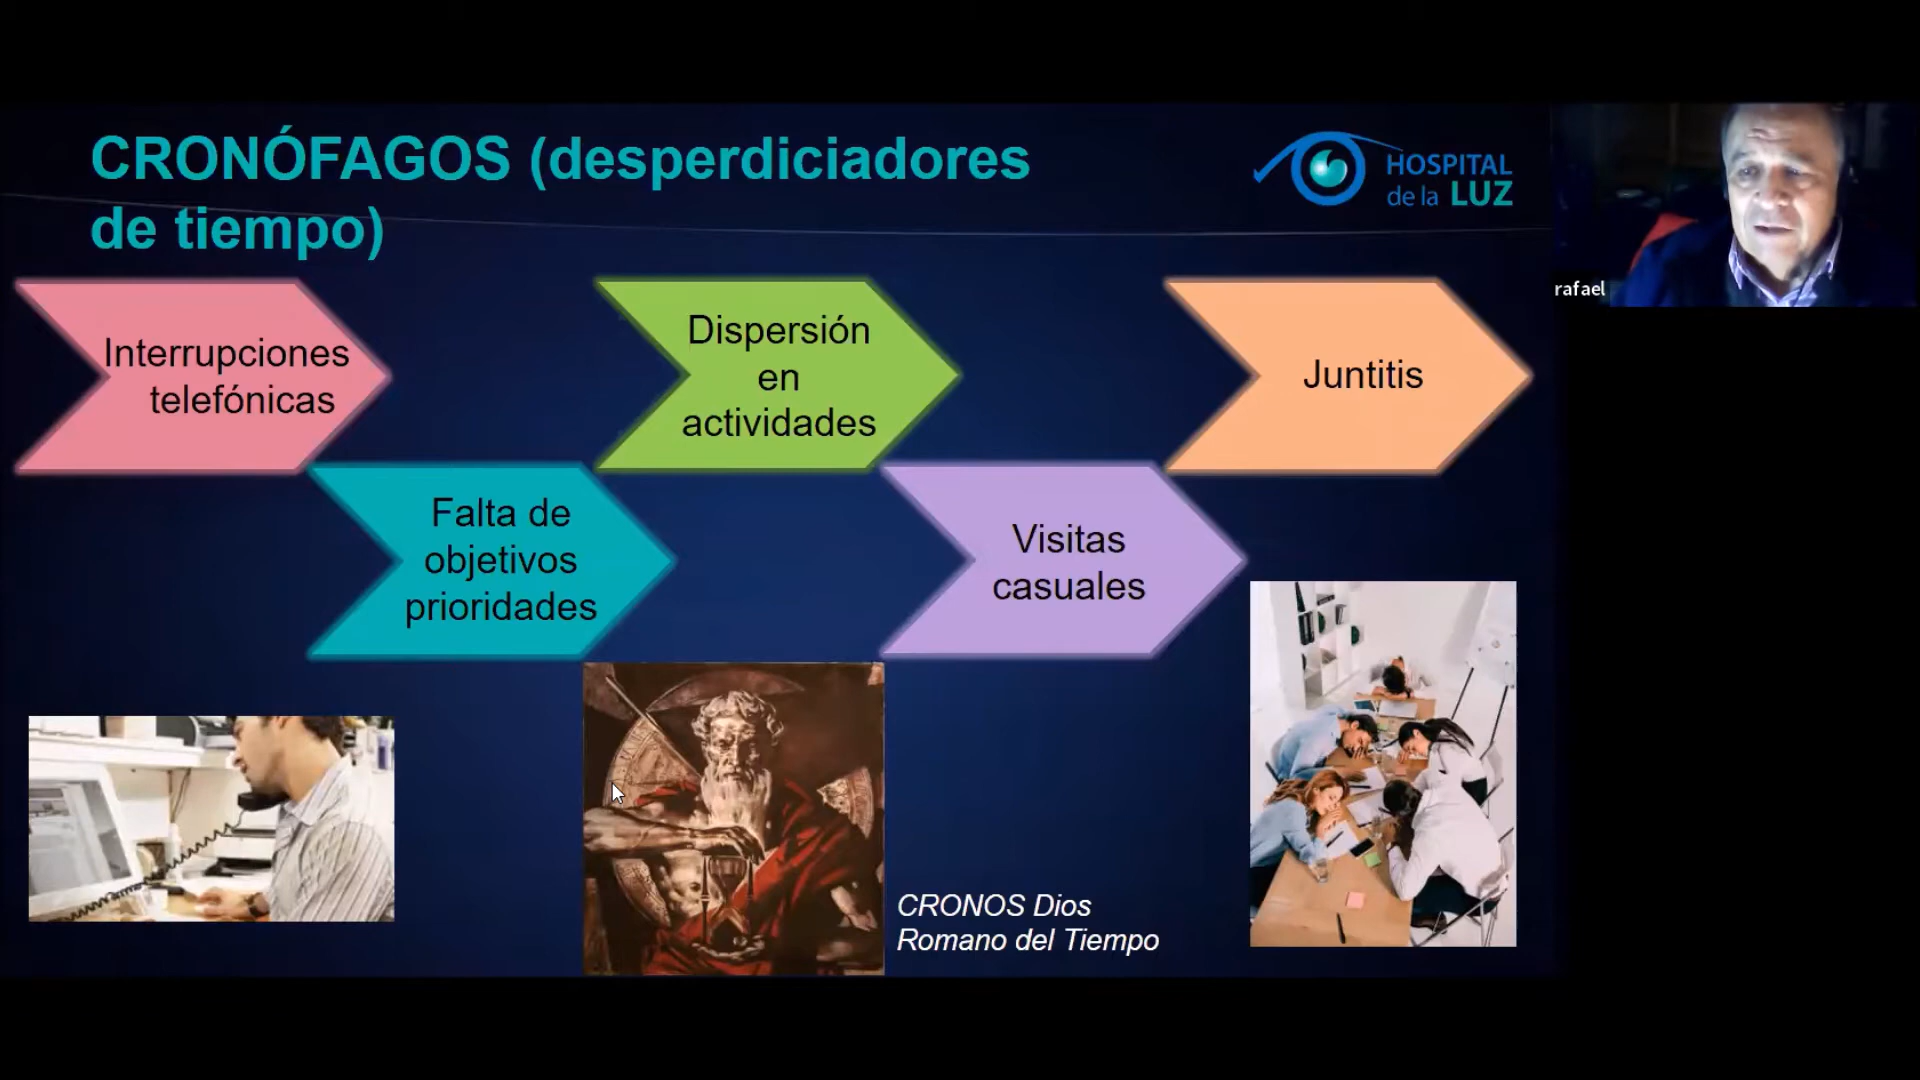 CRONÓFAGOS (desperdiciadores
de tiempo)
HOSPITAL
de la LUZ
rafael
Interrupciones
telefónicas
Falta de
objetivos
prioridades
Dispersión
en
actividades
Visitas
casuales
Juntitis
CRONOS Dios
Romano del Tiempo